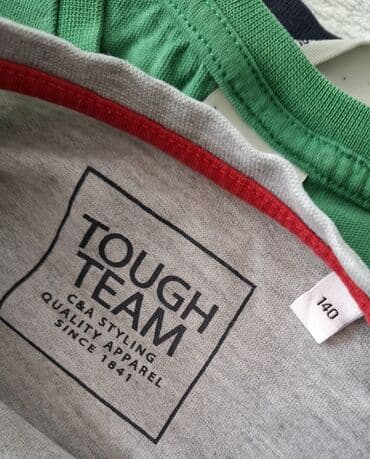 TOUGH
TEAM
C&A STYLING
QUALITY APPAREL
SINCE 1841
140